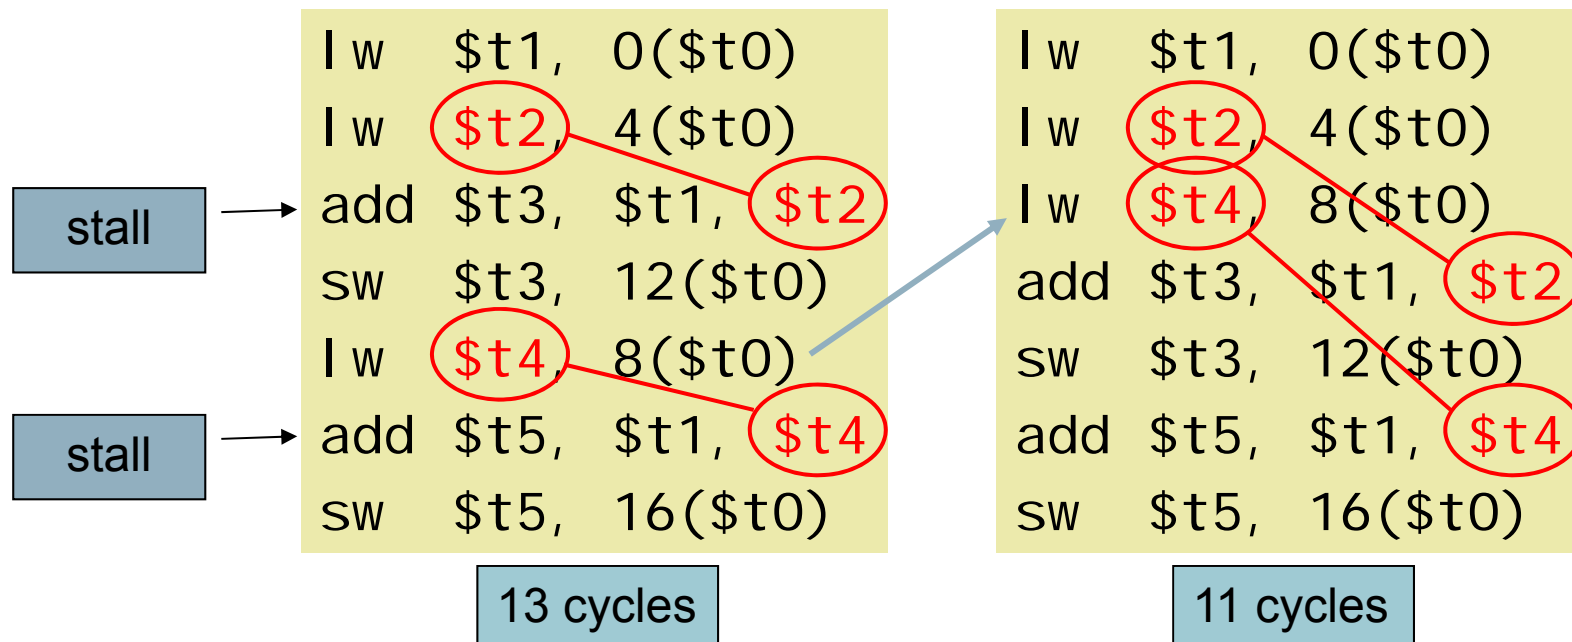 lw $t1, 0($t0)
lw $t2, 4($t0)
stall
add $t3, $t1, $t2
sw $t3, 12($t0)
lw $t4, 8($t0)
stall
add $t5, $t1, $t4
sw $t5, 16($t0)
13 cycles
lw $t1, 0($t0)
lw $t2, 4($t0)
lw $t4, 8($t0)
add $t3, $t1, $t2
sw $t3, 12($t0)
add $t5, $t1, $t4
sw $t5, 16($t0)
11 cycles